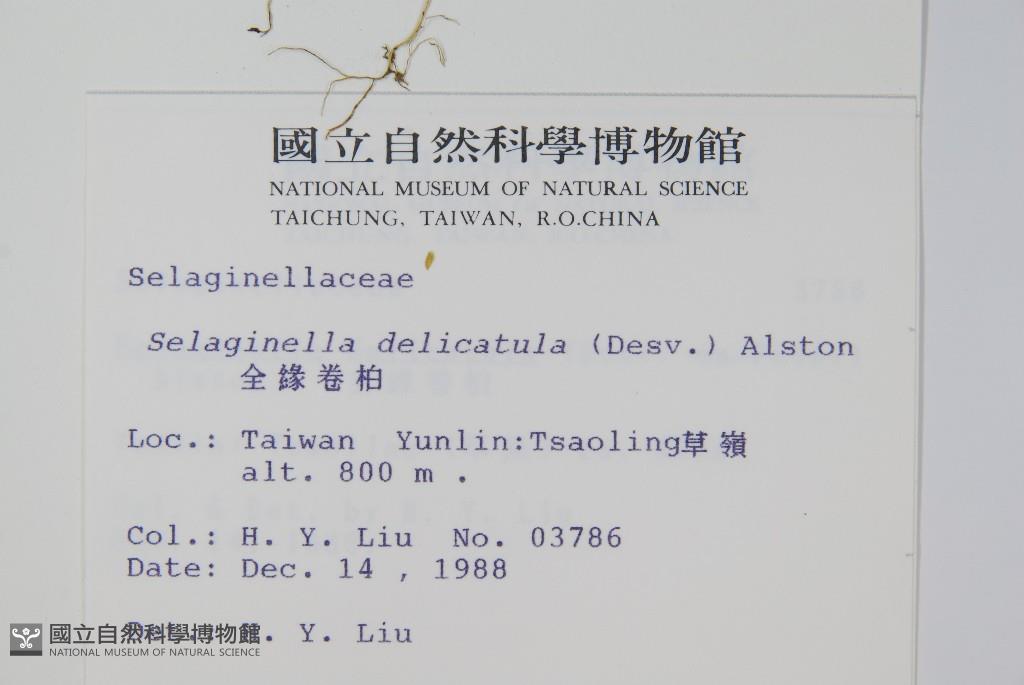 國立自然科學博物館
NATIONAL MUSEUM OF NATURAL SCIENCE
TAICHUNG, TAIWAN, R.O.CHINA
Selaginellaceae
Selaginella delicatula (Desv.) Alston
全緣卷柏
Loc.: Taiwan Yunlin:Tsaoling草嶺
alt. 800 m .
Col.: H. Y. Liu No. 03786
Date: Dec. 14 , 1988
Y. Liu
國立自然科學博物館
NATIONAL MUSEUM OF NATURAL SCIENCE